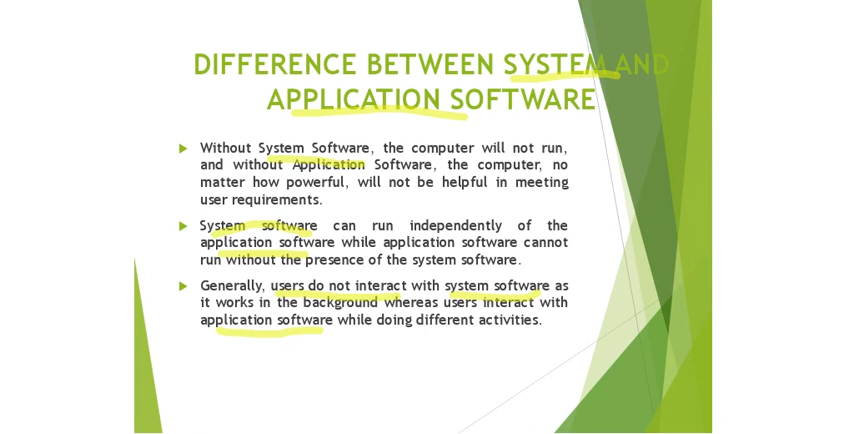 DIFFERENCE BETWEEN SYSTEM AND
APPLICATION SOFTWARE
Without System Software, the computer will not run,
and without Application Software, the computer, no
matter how powerful, will not be helpful in meeting
user requirements.
System software can run independently of the
application software while application software cannot
run without the presence of the system software.
Generally, users do not interact with system software as
it works in the background whereas users interact with
application software while doing different activities.